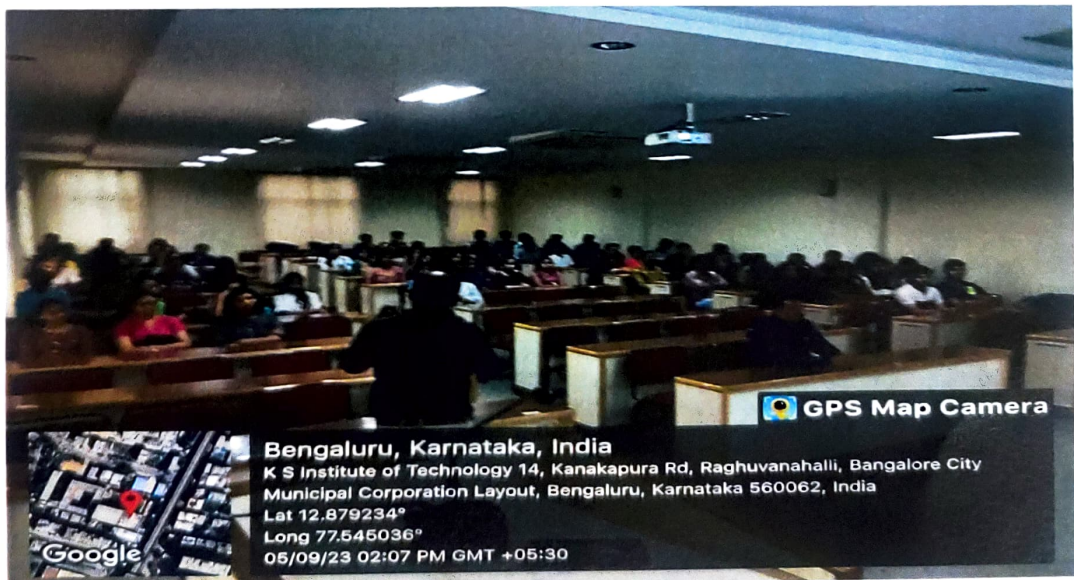 GPS Map Camera
Bengaluru, Karnataka, India
K S Institute of Technology 14, Kanakapura Rd, Raghuvanahalli, Bangalore City
Municipal Corporation Layout, Bengaluru, Karnataka 560062, India
Lat 12.879234°
Long 77.545036°
05/09/23 02:07 PM GMT +05:30
Google